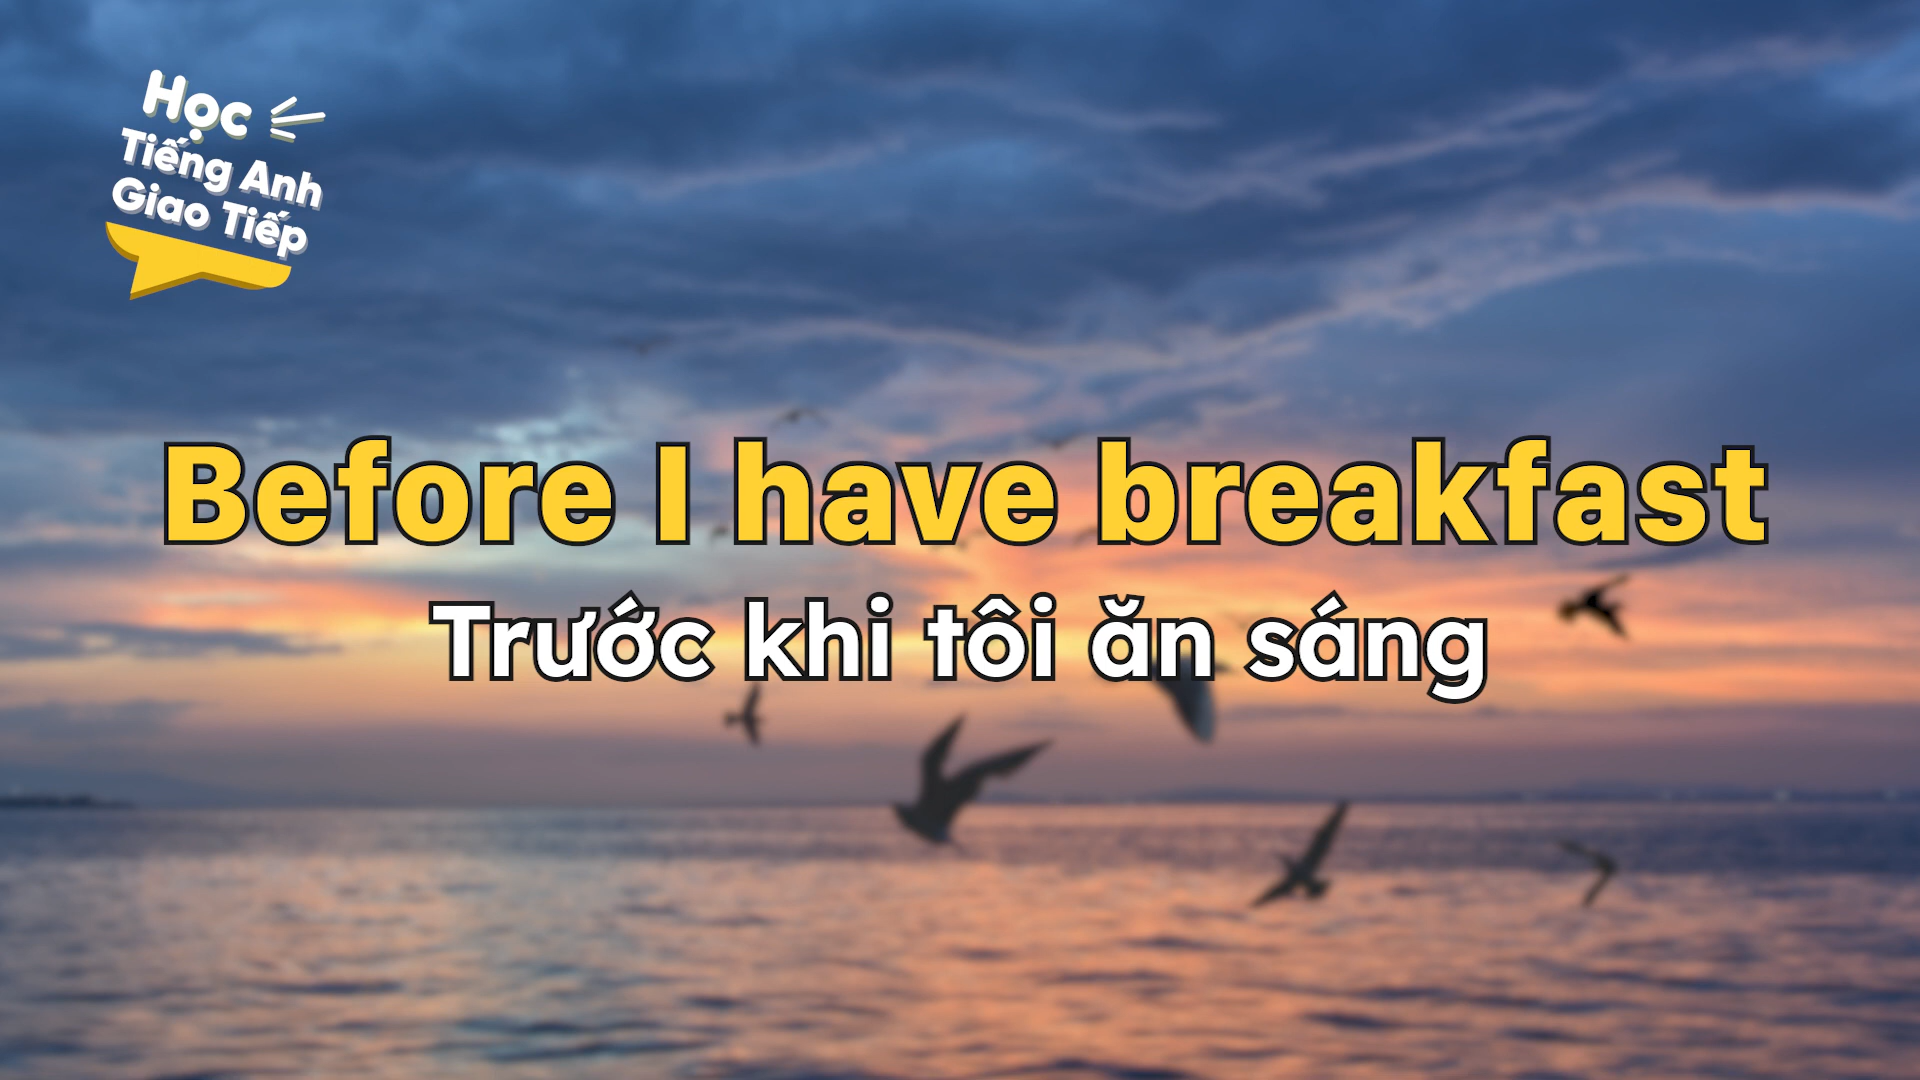 Học
Tiếng Anh
Giao Tiếp
Before I have breakfast
Trước khi tôi ăn sáng